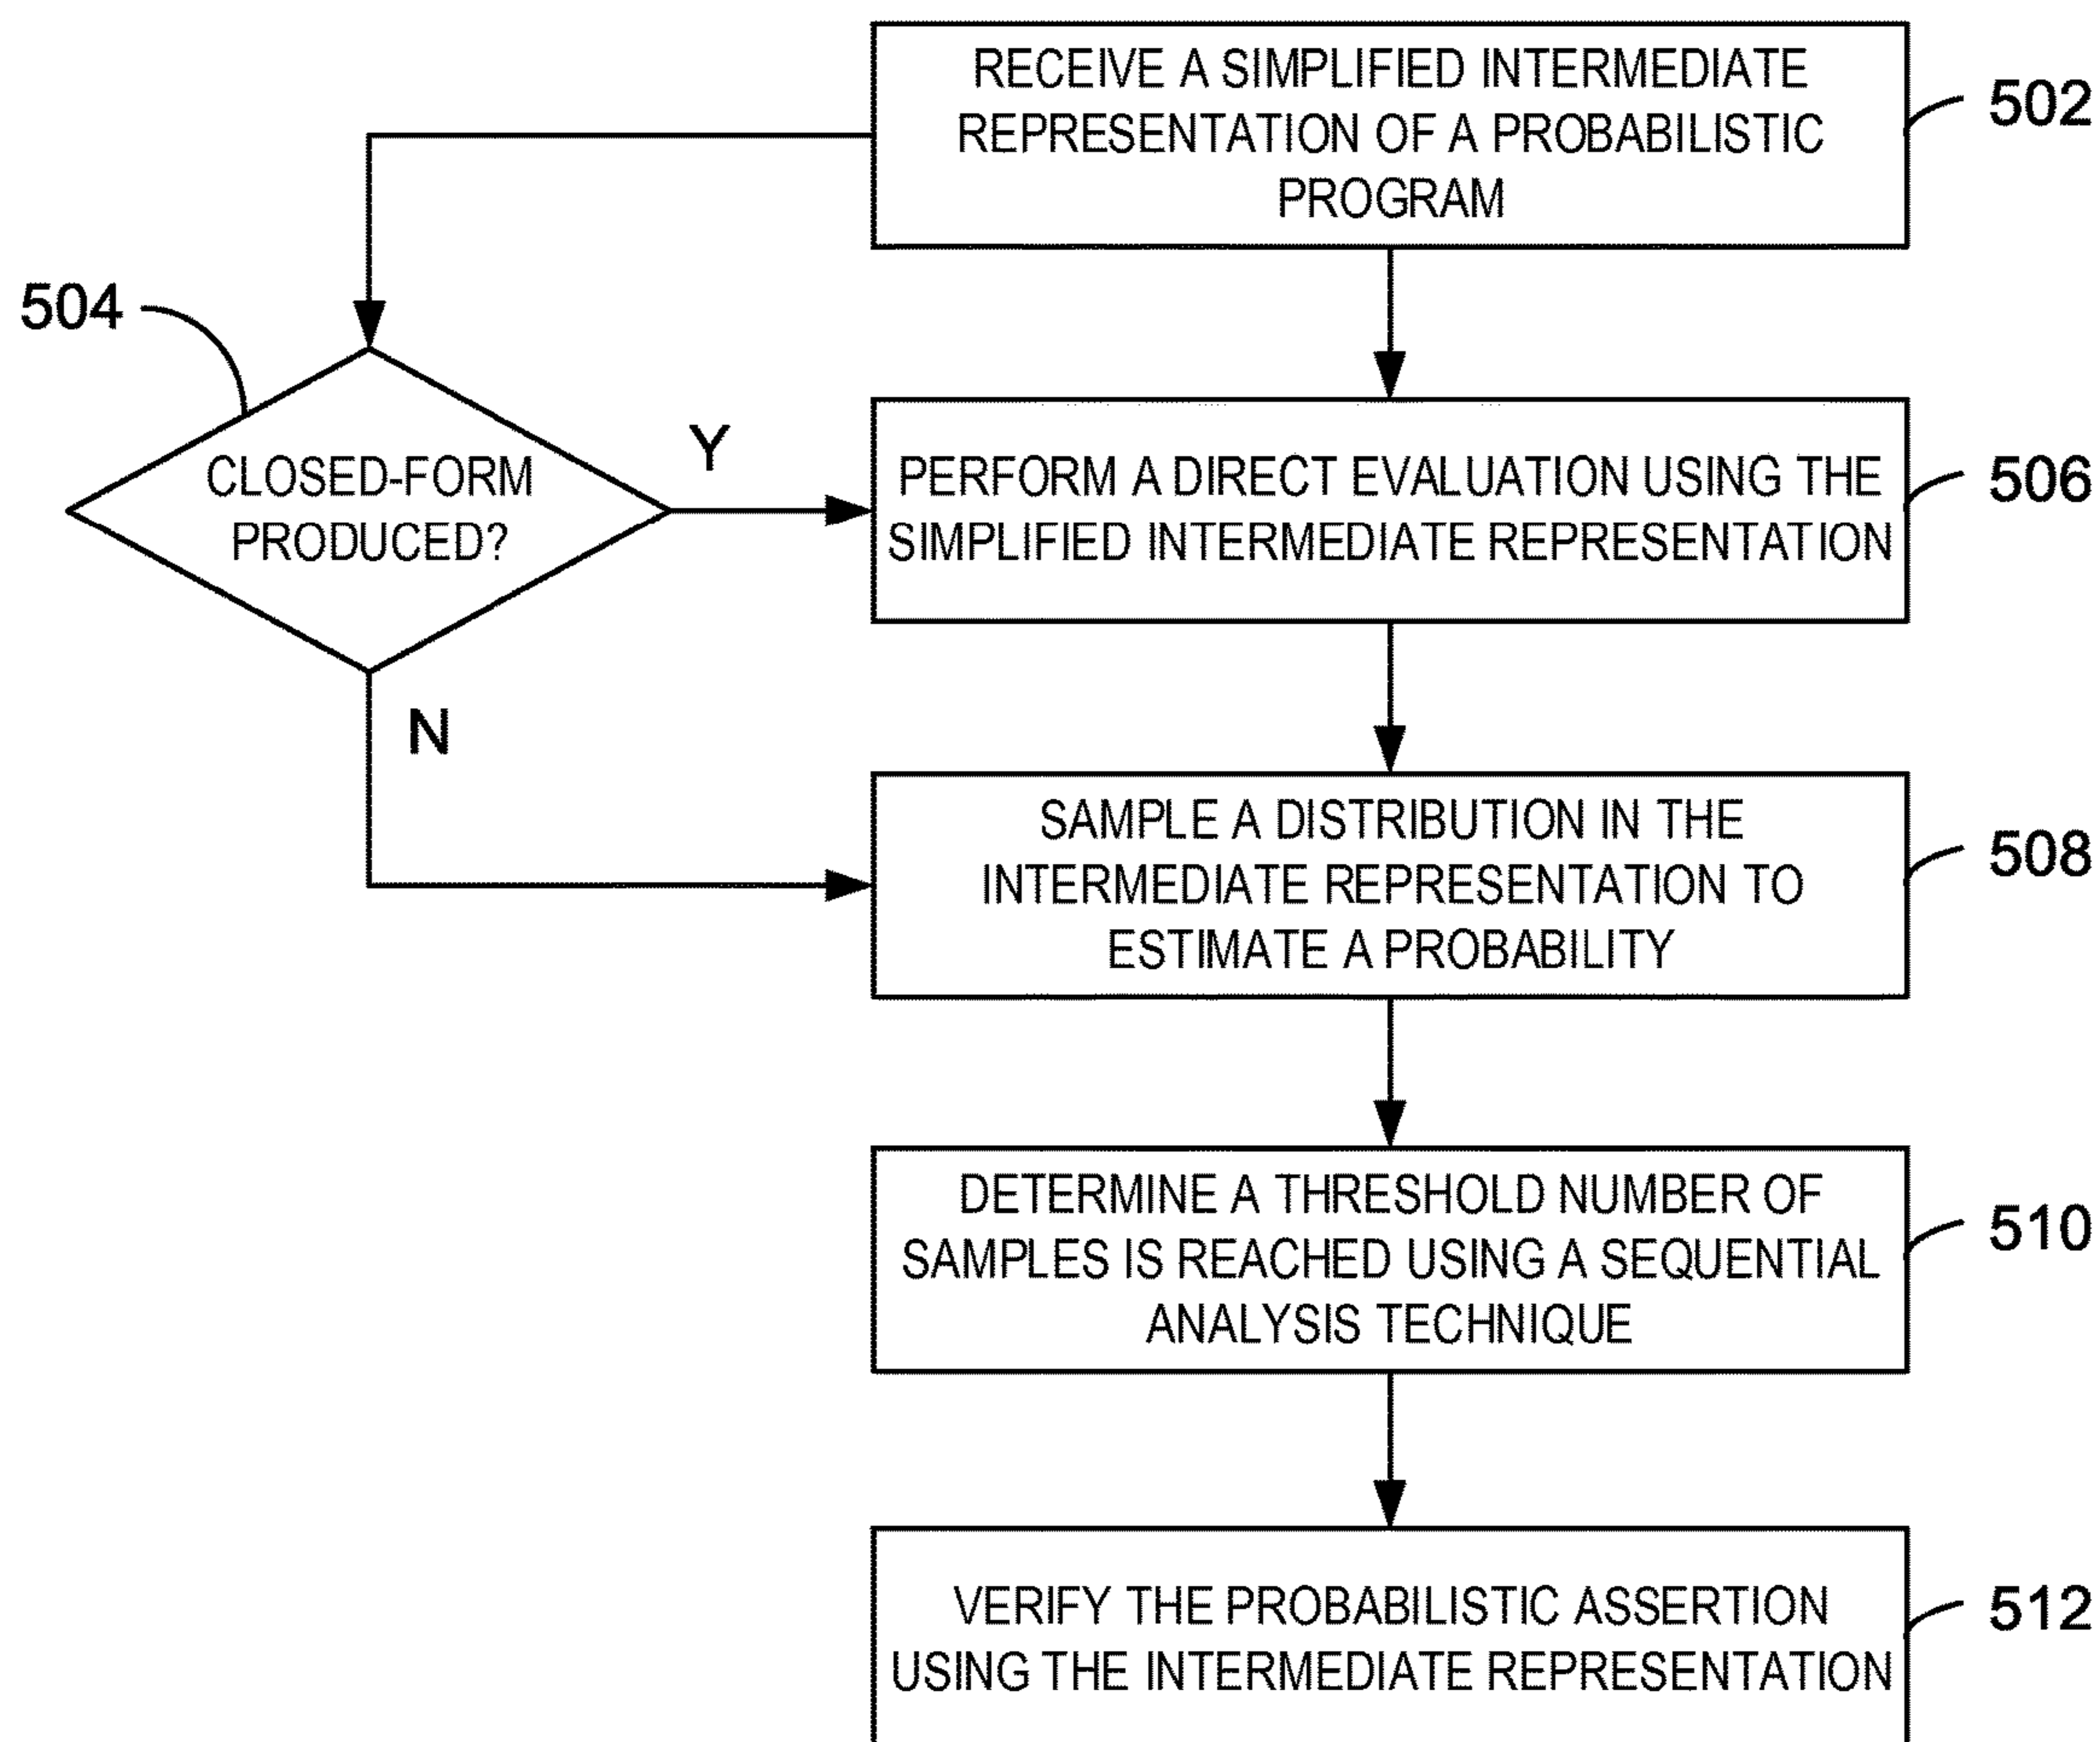 RECEIVE A SIMPLIFIED INTERMEDIATE
REPRESENTATION OF A PROBABILISTIC
PROGRAM
502
504
CLOSED-FORM
PRODUCED?
Y
N
PERFORM A DIRECT EVALUATION USING THE
SIMPLIFIED INTERMEDIATE REPRESENTATION
506
SAMPLE A DISTRIBUTION IN THE
INTERMEDIATE REPRESENTATION TO
ESTIMATE A PROBABILITY
508
DETERMINE A THRESHOLD NUMBER OF
SAMPLES IS REACHED USING A SEQUENTIAL
ANALYSIS TECHNIQUE
510
VERIFY THE PROBABILISTIC ASSERTION
USING THE INTERMEDIATE REPRESENTATION
512